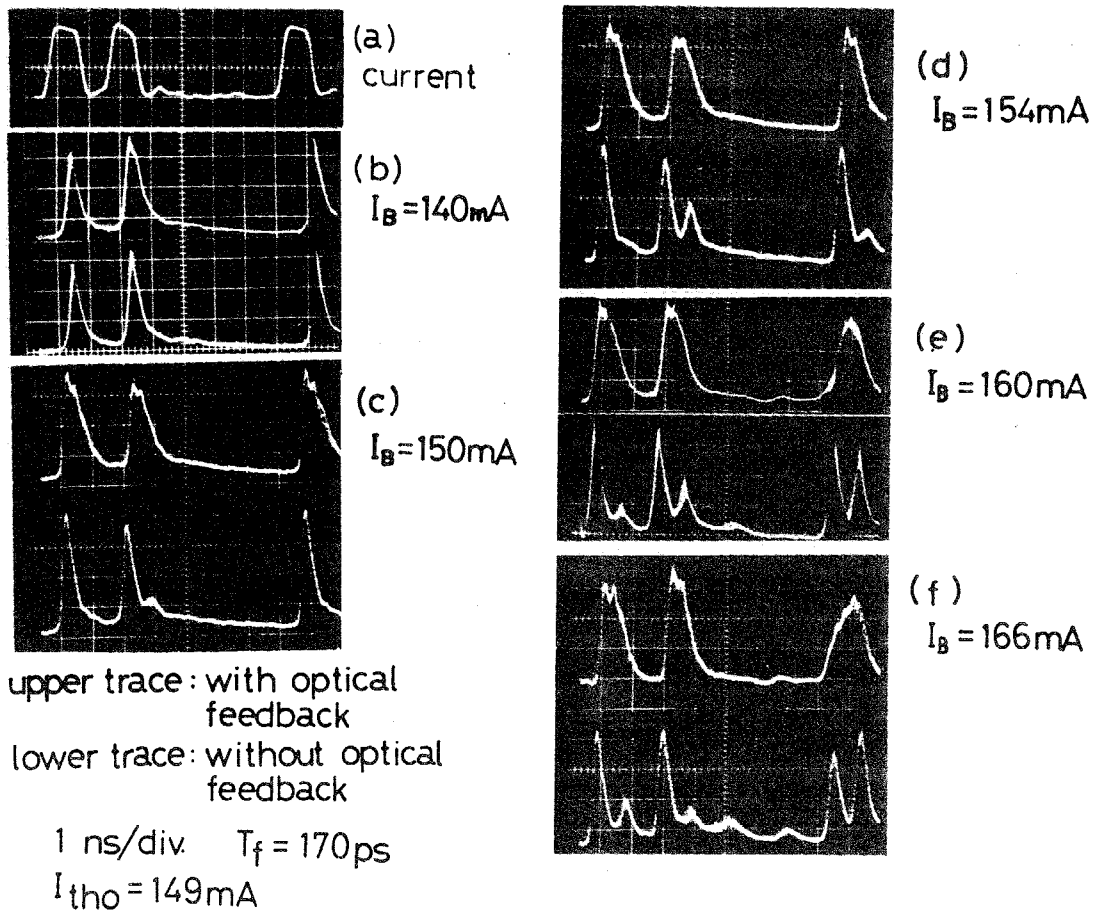 (a)
current
(b)
I_B = 140mA
(c)
I_B = 150mA
upper trace : with optical
feedback
lower trace : without optical
feedback
1 ns/div. T_f = 170ps
I_tho = 149mA
(d)
I_B = 154mA
(e)
I_B = 160mA
(f)
I_B = 166mA